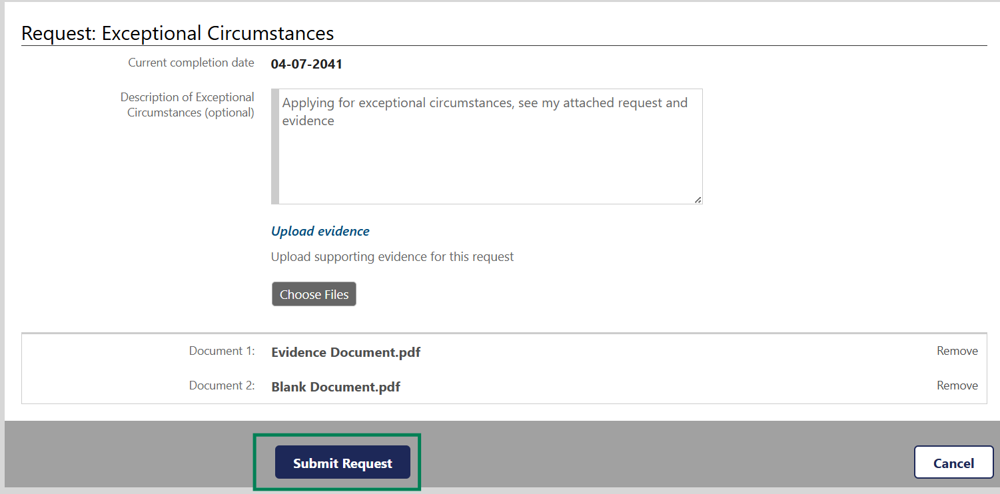 Request: Exceptional Circumstances
Current completion date 04-07-2041
Description of Exceptional
Circumstances (optional)
Applying for exceptional circumstances, see my attached request and
evidence
Upload evidence
Upload supporting evidence for this request
Choose Files
Document 1: Evidence Document.pdf Remove
Document 2: Blank Document.pdf Remove
Submit Request Cancel